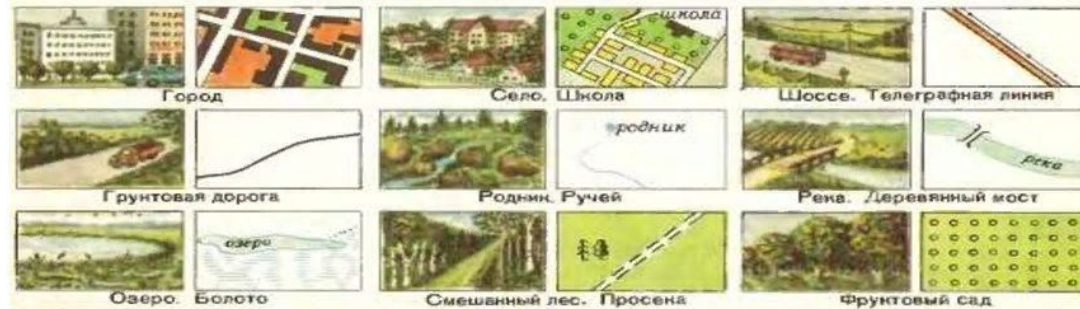 школа
Город
Село. Школа
Шоссе. Телеграфная линия
родник
река
Грунтовая дорога
Родник. Ручей
Река. Деревянный мост
озеро
Озеро. Болото
Смешанный лес. Просека
Фруктовый сад